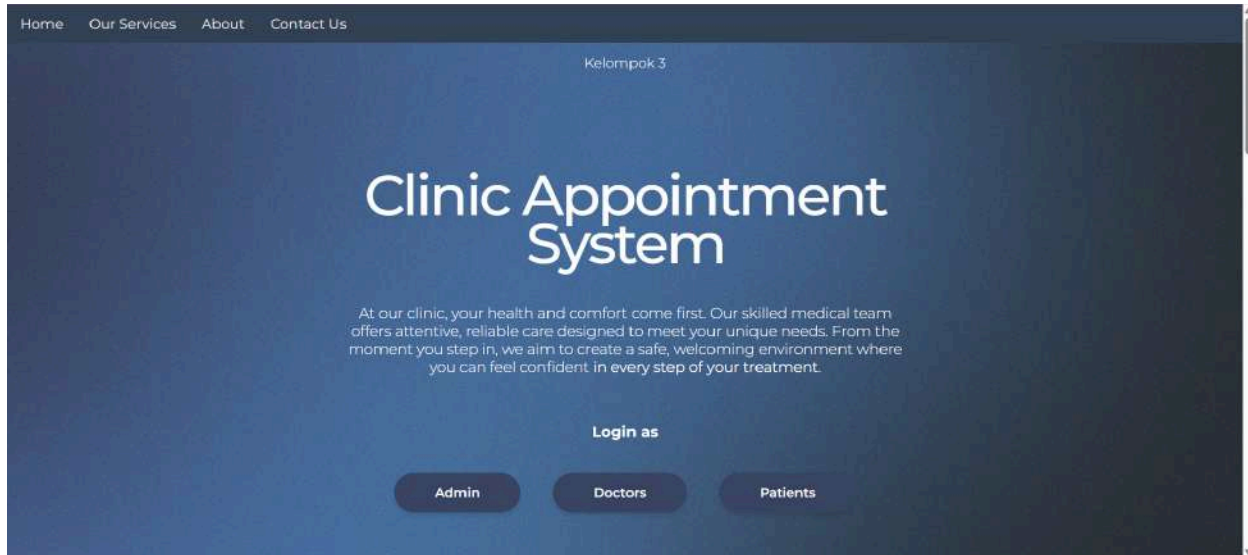 Home Our Services About Contact Us
Kelompok 3
Clinic Appointment
System
At our clinic, your health and comfort come first. Our skilled medical team
offers attentive, reliable care designed to meet your unique needs. From the
moment you step in, we aim to create a safe, welcoming environment where
you can feel confident in every step of your treatment.
Login as
Admin Doctors Patients